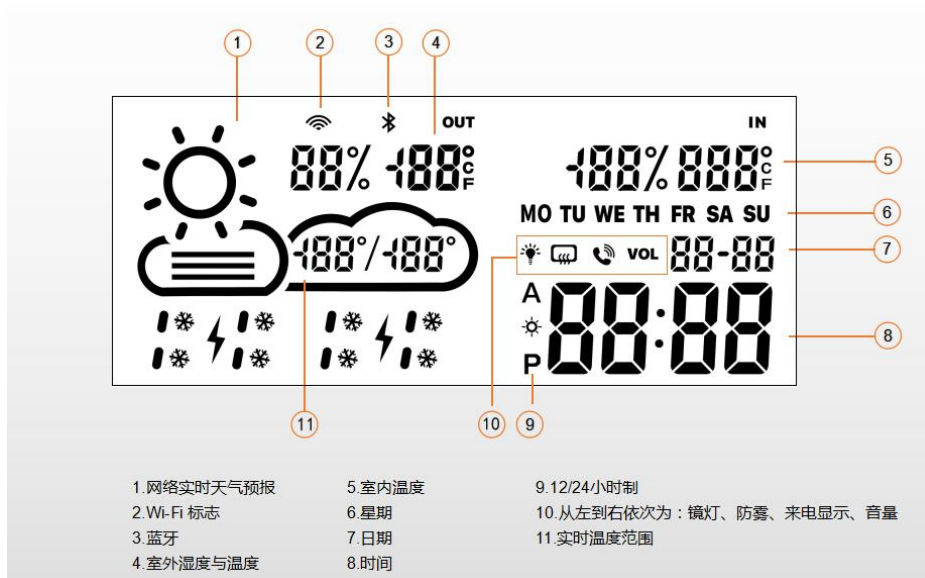 1 2 3 4
OUT IN
88% -188°CF -188% 888°CF
5
MO TU WE TH FR SA SU
6
-188°/-188° VOL 88-88
7
A
88:88
8
P
11 10 9
1.网络实时天气预报 5.室内温度 9.12/24小时制
2.Wi-Fi 标志 6.星期 10.从左到右依次为：镜灯、防雾、来电显示、音量
3.蓝牙 7.日期 11.实时温度范围
4.室外湿度与温度 8.时间